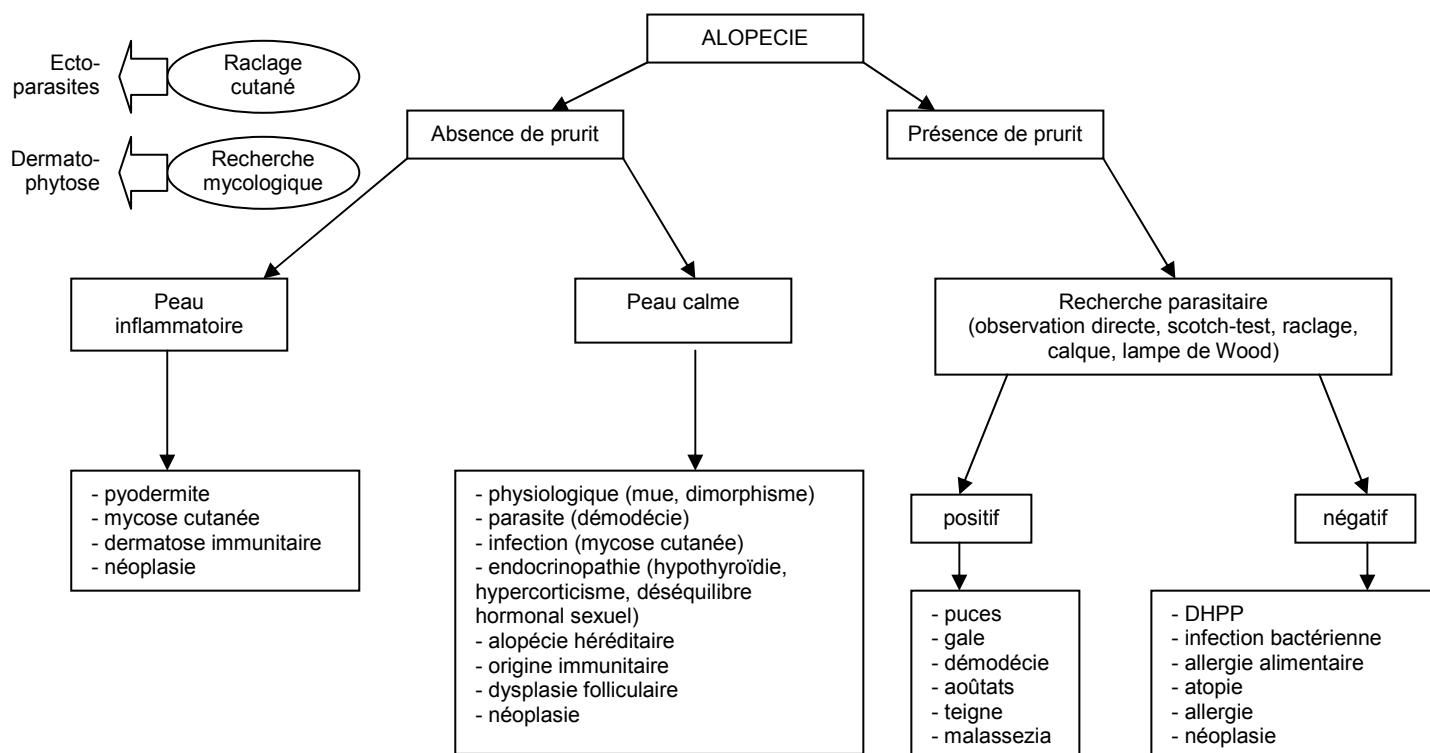 ALOPECIE
Ecto-
parasites
Raclage
cutané
Absence de prurit
Présence de prurit
Dermato-
phytose
Recherche
mycologique
Peau
inflammatoire
Peau calme
Recherche parasitaire
(observation directe, scotch-test, raclage,
calque, lampe de Wood)
- pyodermite
- mycose cutanée
- dermatose immunitaire
- néoplasie
- physiologique (mue, dimorphisme)
- parasite (démodécie)
- infection (mycose cutanée)
- endocrinopathie (hypothyroïdie,
hypercorticisme, déséquilibre
hormonal sexuel)
- alopécie héréditaire
- origine immunitaire
- dysplasie folliculaire
- néoplasie
positif
négatif
- puces
- gale
- démodécie
- aoûtats
- teigne
- malassezia
- DHPP
- infection bactérienne
- allergie alimentaire
- atopie
- allergie
- néoplasie